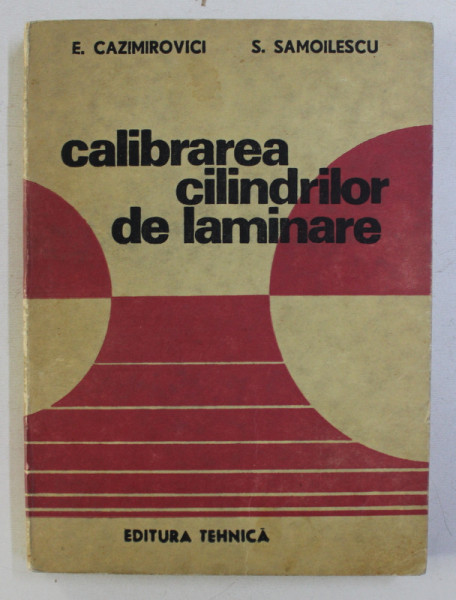 E. CAZIMIROVICI S. SAMOILESCU
calibrarea
cilindrilor
de laminare
EDITURA TEHNICĂ